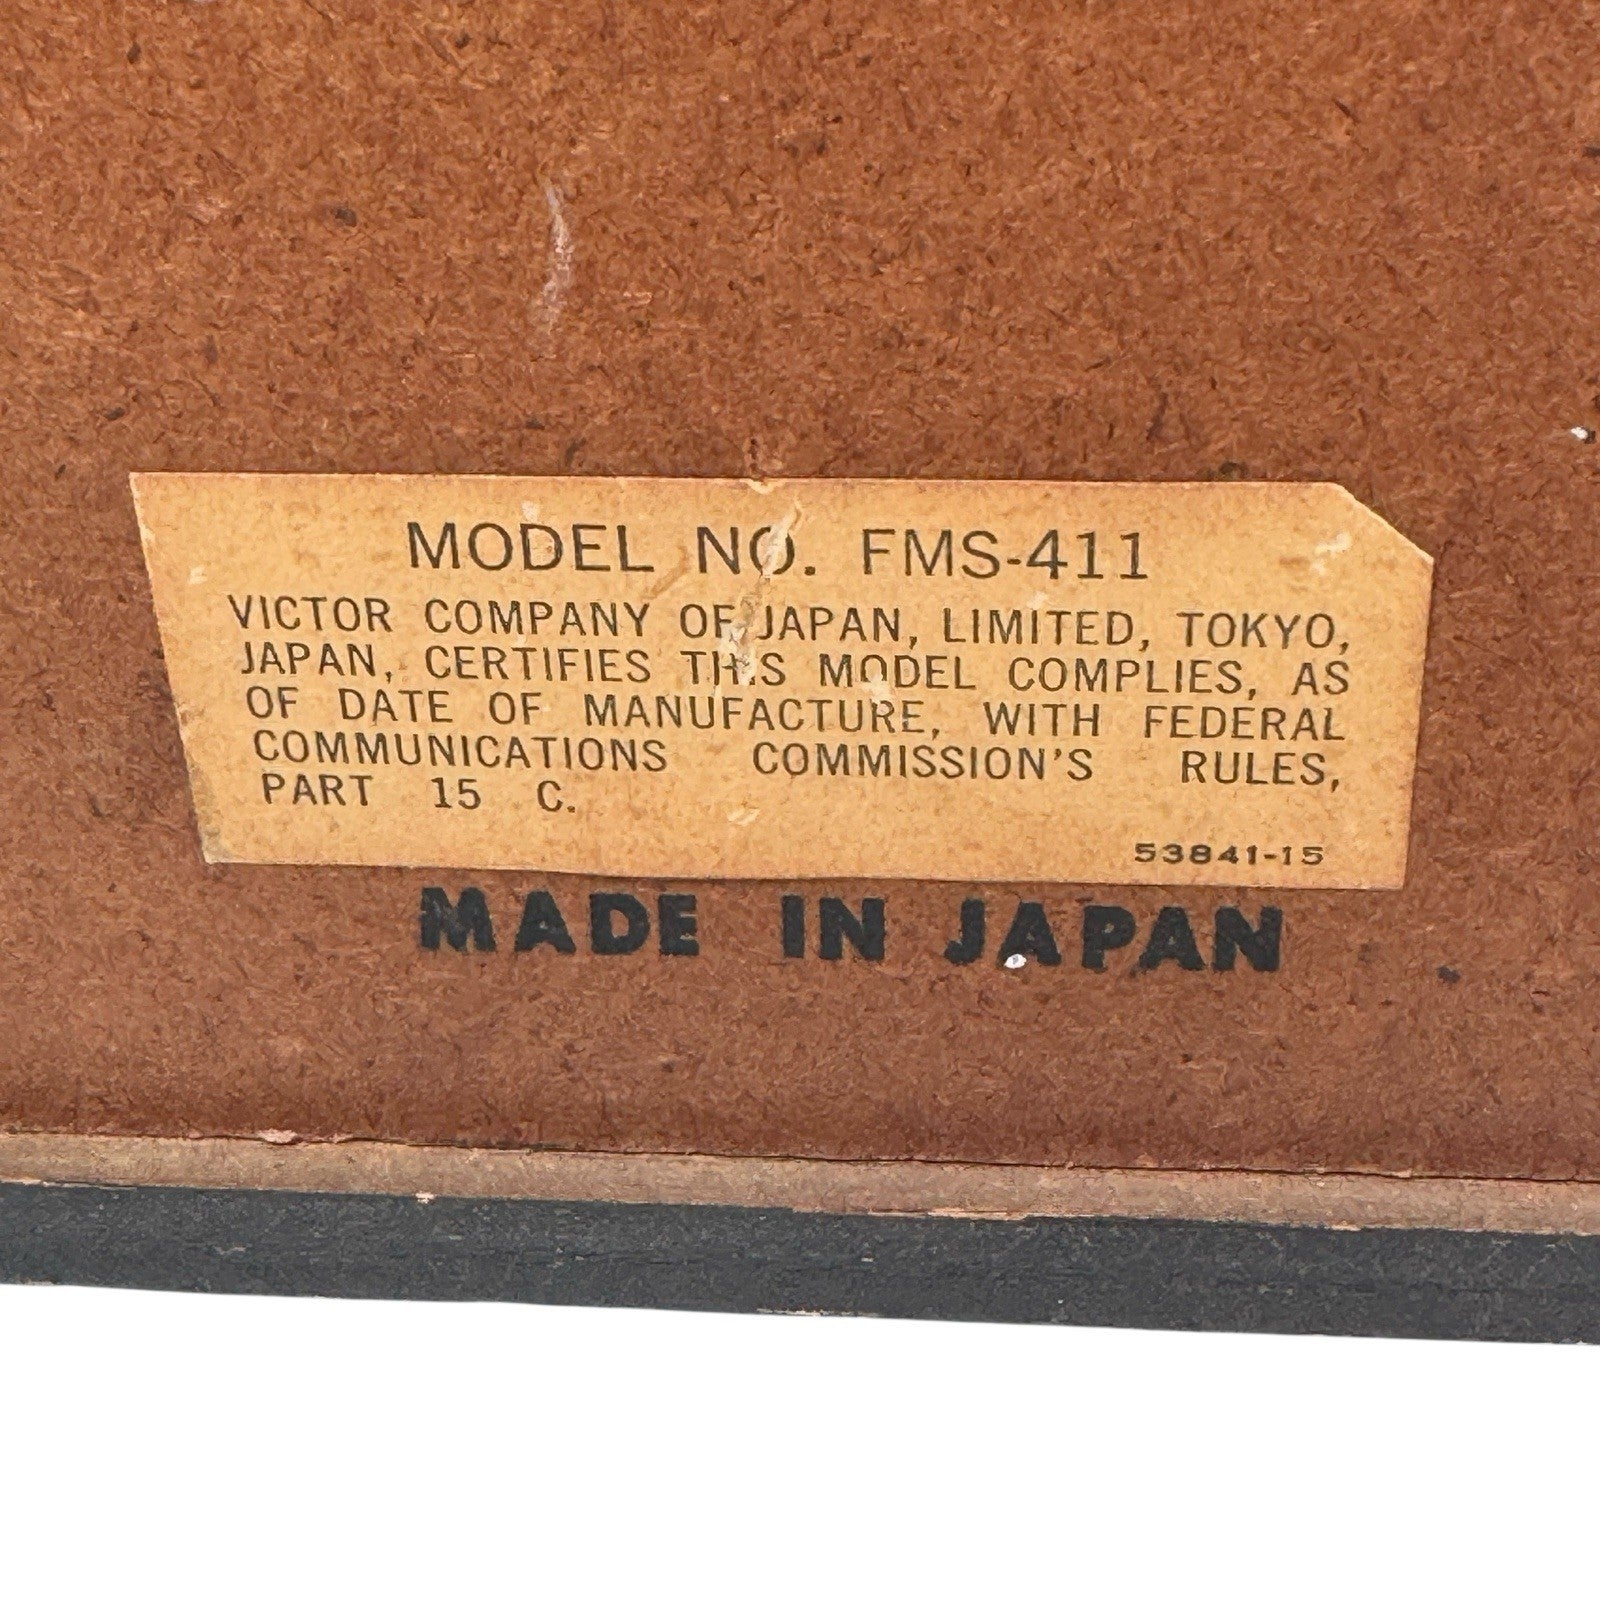 MODEL NO. FMS-411
VICTOR COMPANY OF JAPAN, LIMITED, TOKYO,
JAPAN, CERTIFIES THIS MODEL COMPLIES, AS
OF DATE OF MANUFACTURE, WITH FEDERAL
COMMUNICATIONS COMMISSION'S RULES,
PART 15 C.
53841-15
MADE IN JAPAN